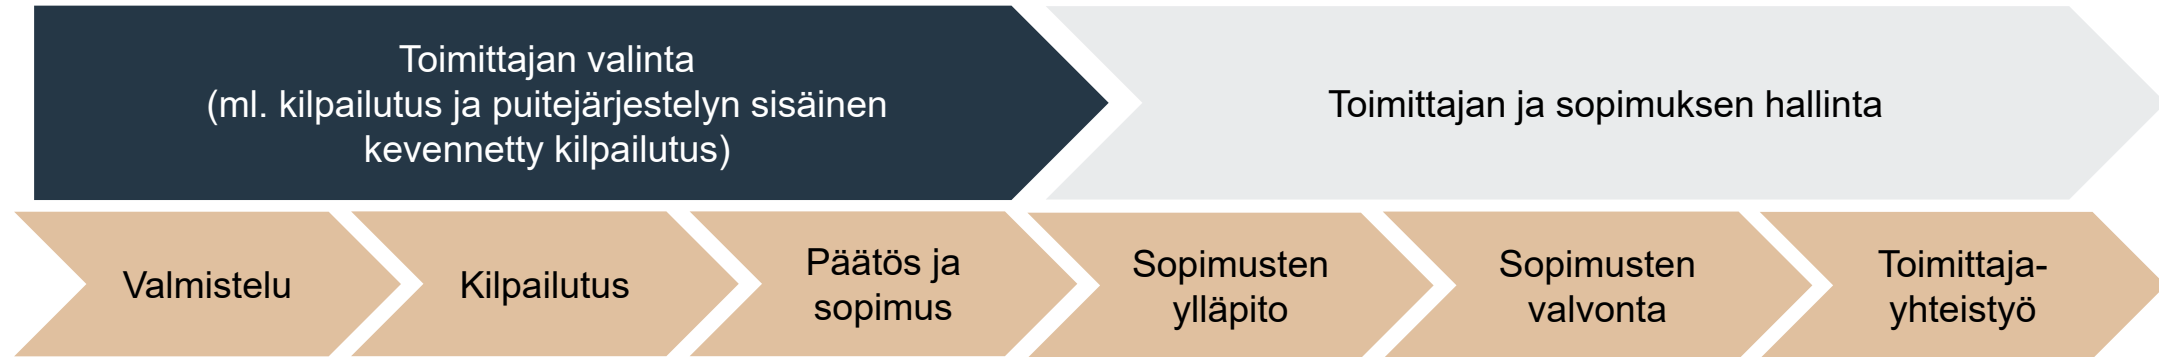 Toimittajan valinta
(ml. kilpailutus ja puitejärjestelyn sisäinen
kevennetty kilpailutus)
Toimittajan ja sopimuksen hallinta
Valmistelu
Kilpailutus
Päätös ja
sopimus
Sopimusten
ylläpito
Sopimusten
valvonta
Toimittaja-
yhteistyö